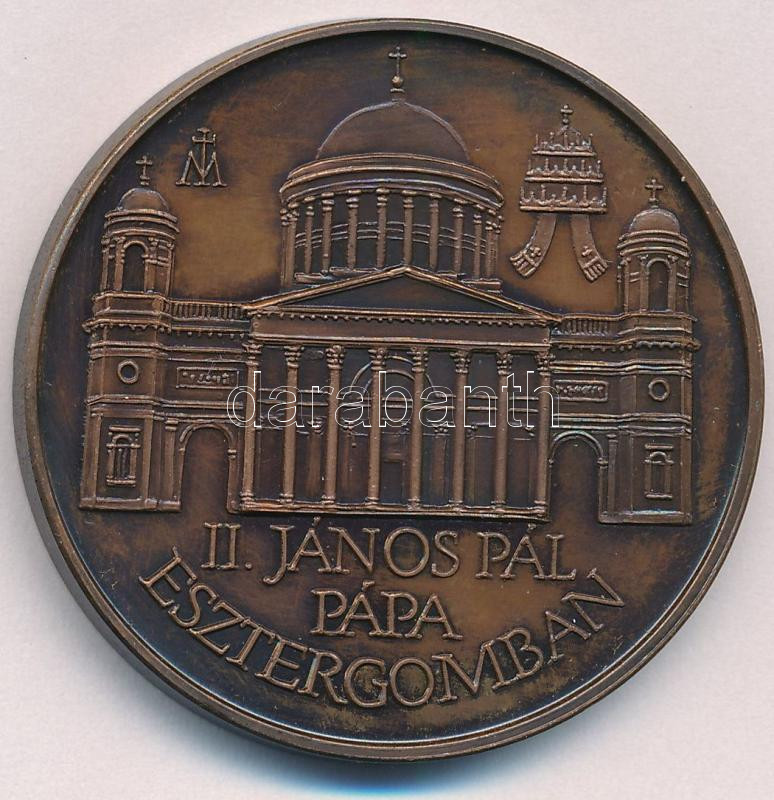 darabanth
II. JÁNOS PÁL
PÁPA
ESZTERGOMBAN